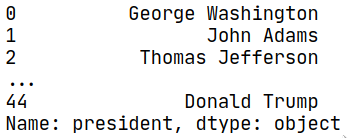 0 George Washington
1 John Adams
2 Thomas Jefferson
...
44 Donald Trump
Name: president, dtype: object